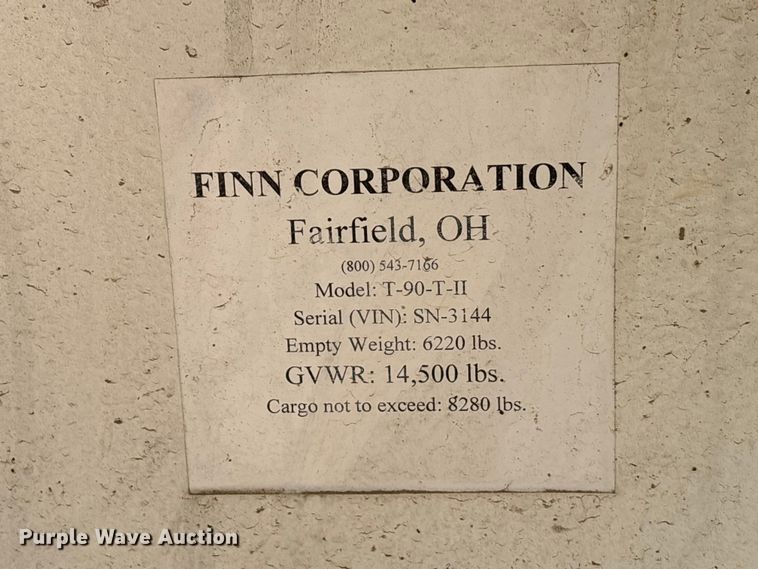 FINN CORPORATION
Fairfield, OH
(800) 543-7166
Model: T-90-T-II
Serial (VIN): SN-3144
Empty Weight: 6220 lbs.
GVWR: 14,500 lbs.
Cargo not to exceed: 8280 lbs.
Purple Wave Auction